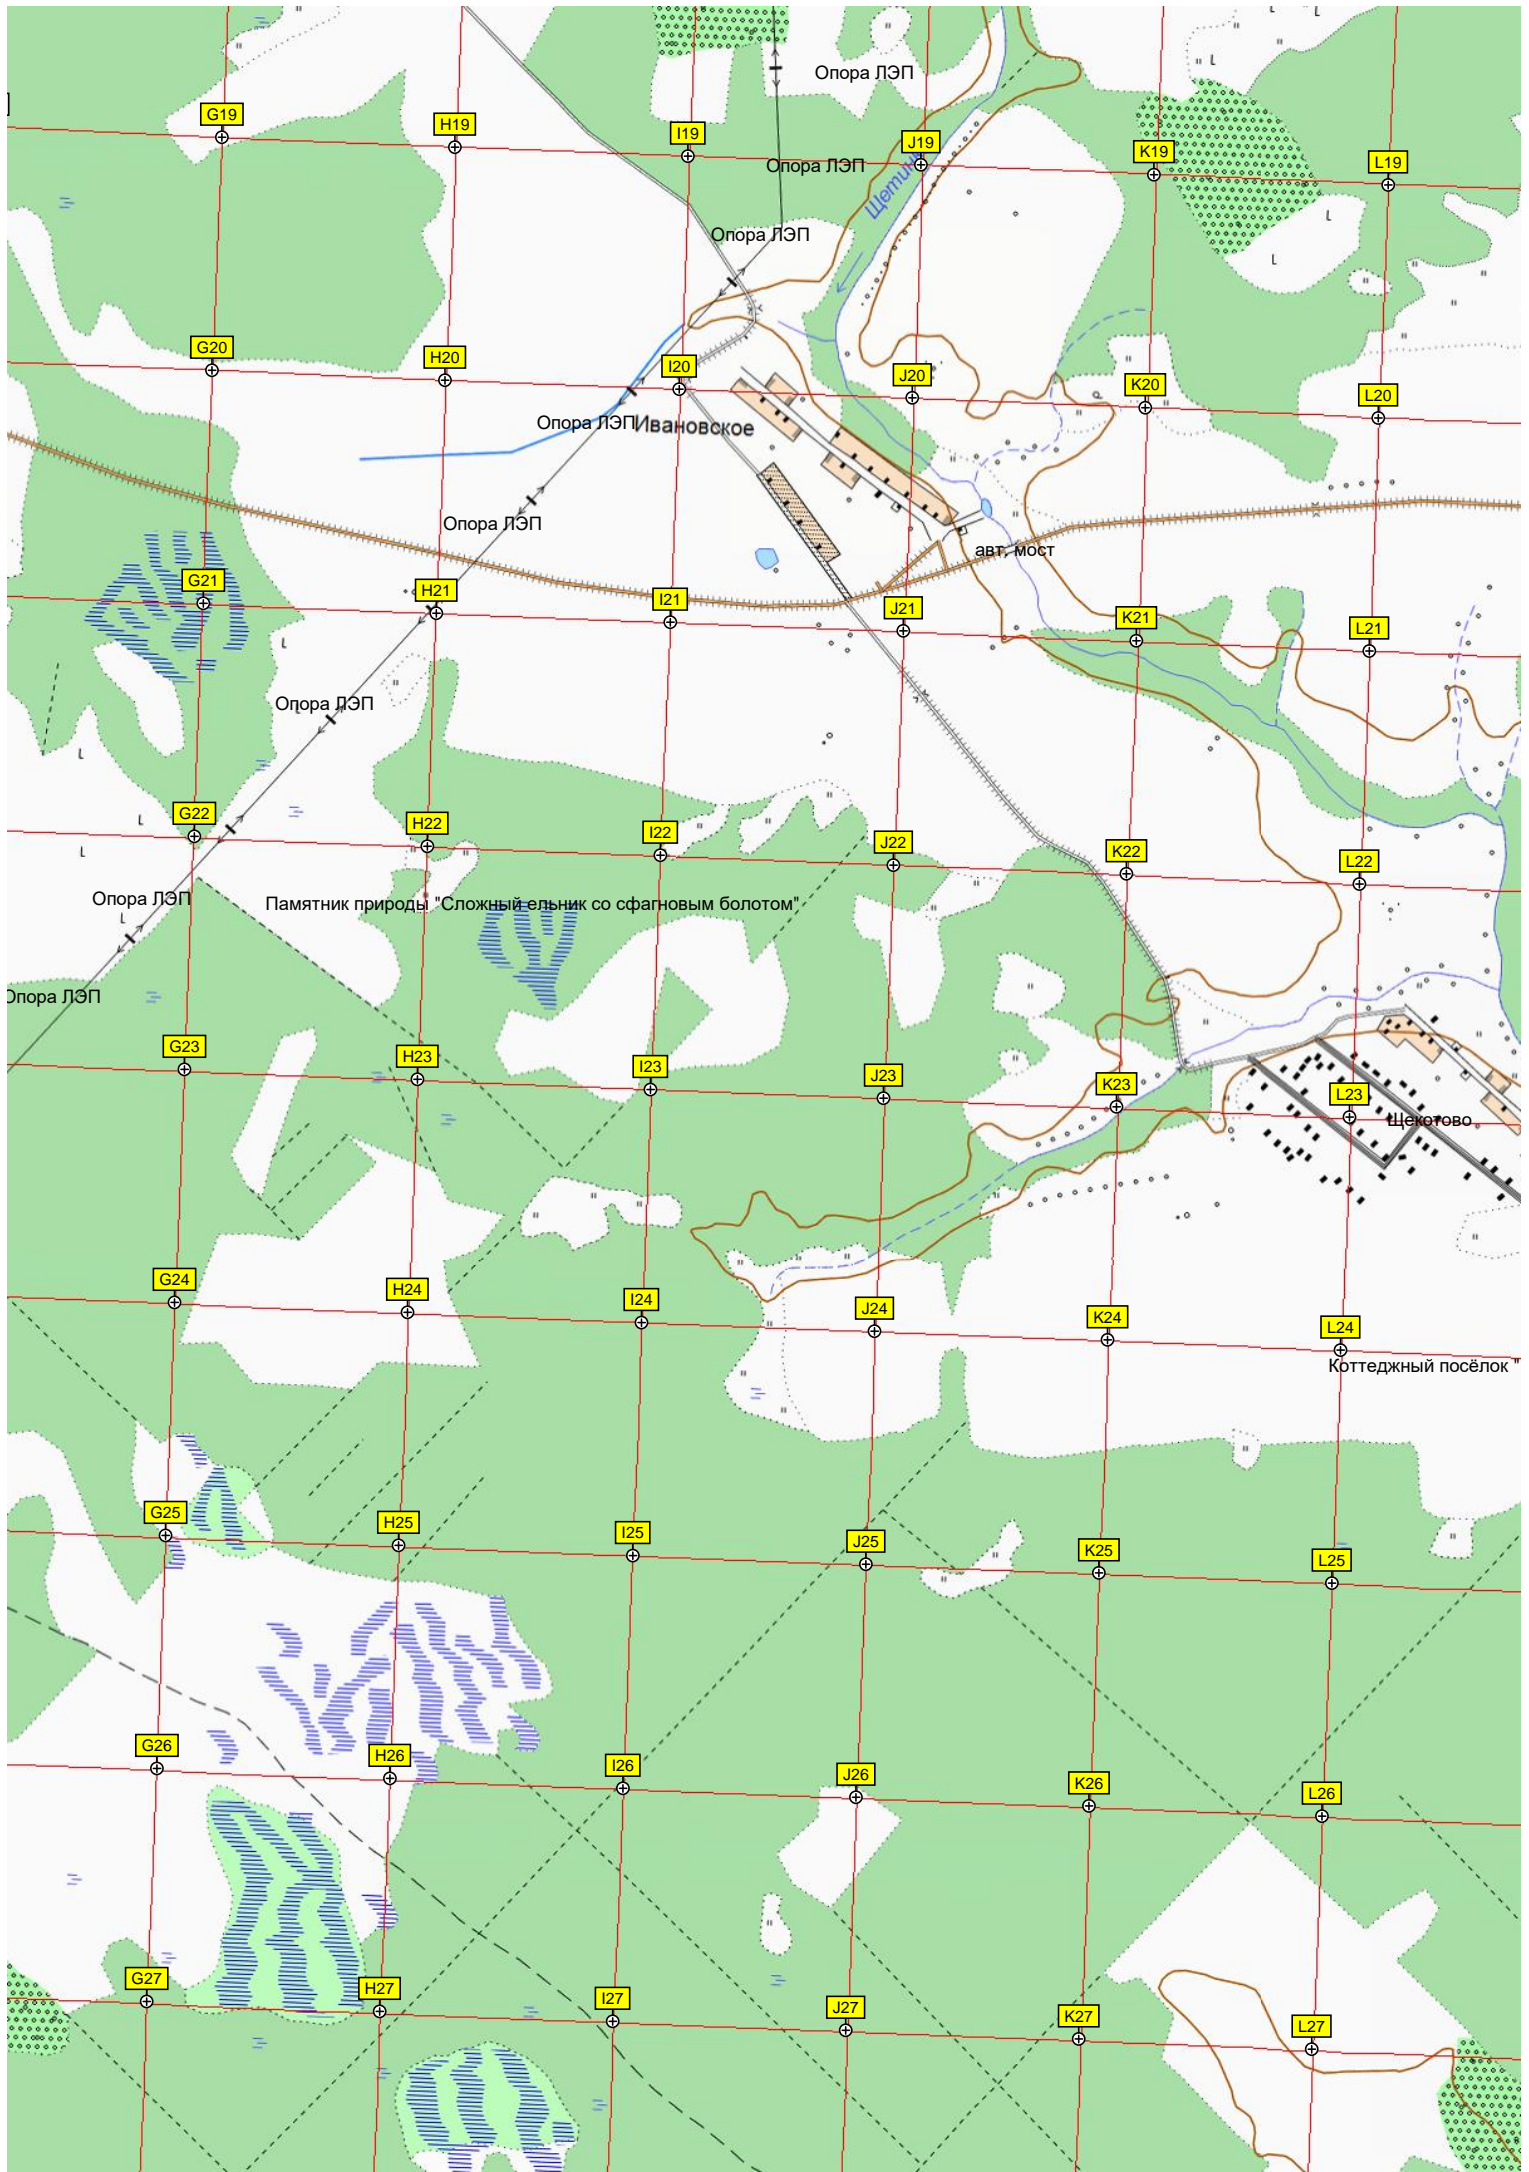 Опора ЛЭП
G19
H19
I19
J19
K19
L19
Опора ЛЭП
Щетин
Опора ЛЭП
G20
H20
I20
J20
K20
L20
Опора ЛЭП
Ивановское
Опора ЛЭП
авт. мост
G21
H21
I21
J21
K21
L21
Опора ЛЭП
G22
H22
I22
J22
K22
L22
Опора ЛЭП
Памятник природы "Сложный ельник со сфагновым болотом"
Опора ЛЭП
G23
H23
I23
J23
K23
L23
Щекотово
G24
H24
I24
J24
K24
L24
Коттеджный посёлок "
G25
H25
I25
J25
K25
L25
G26
H26
I26
J26
K26
L26
G27
H27
I27
J27
K27
L27